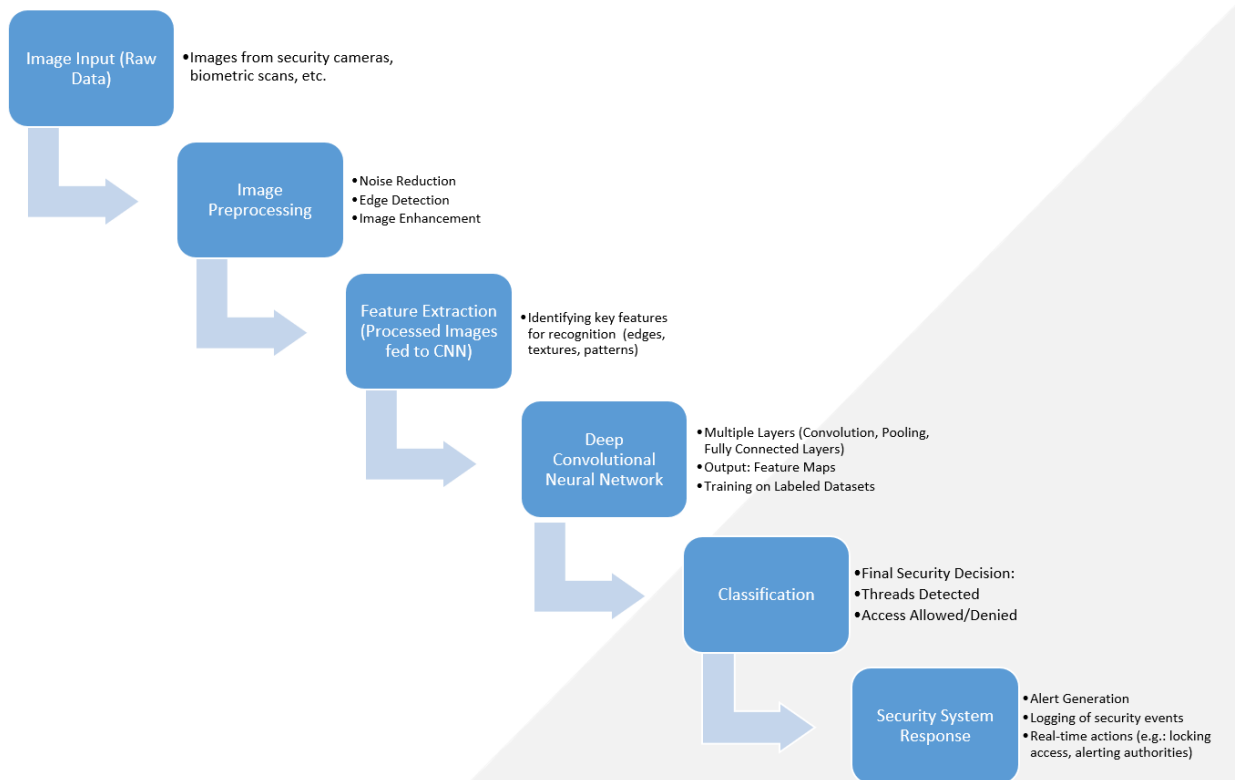 Image Input (Raw
Data)
•Images from security cameras,
biometric scans, etc.
Image
Preprocessing
•Noise Reduction
•Edge Detection
•Image Enhancement
Feature Extraction
(Processed Images
fed to CNN)
•Identifying key features
for recognition (edges,
textures, patterns)
Deep
Convolutional
Neural Network
•Multiple Layers (Convolution, Pooling,
Fully Connected Layers)
•Output: Feature Maps
•Training on Labeled Datasets
Classification
•Final Security Decision:
•Threads Detected
•Access Allowed/Denied
Security System
Response
•Alert Generation
•Logging of security events
•Real-time actions (e.g.: locking
access, alerting authorities)